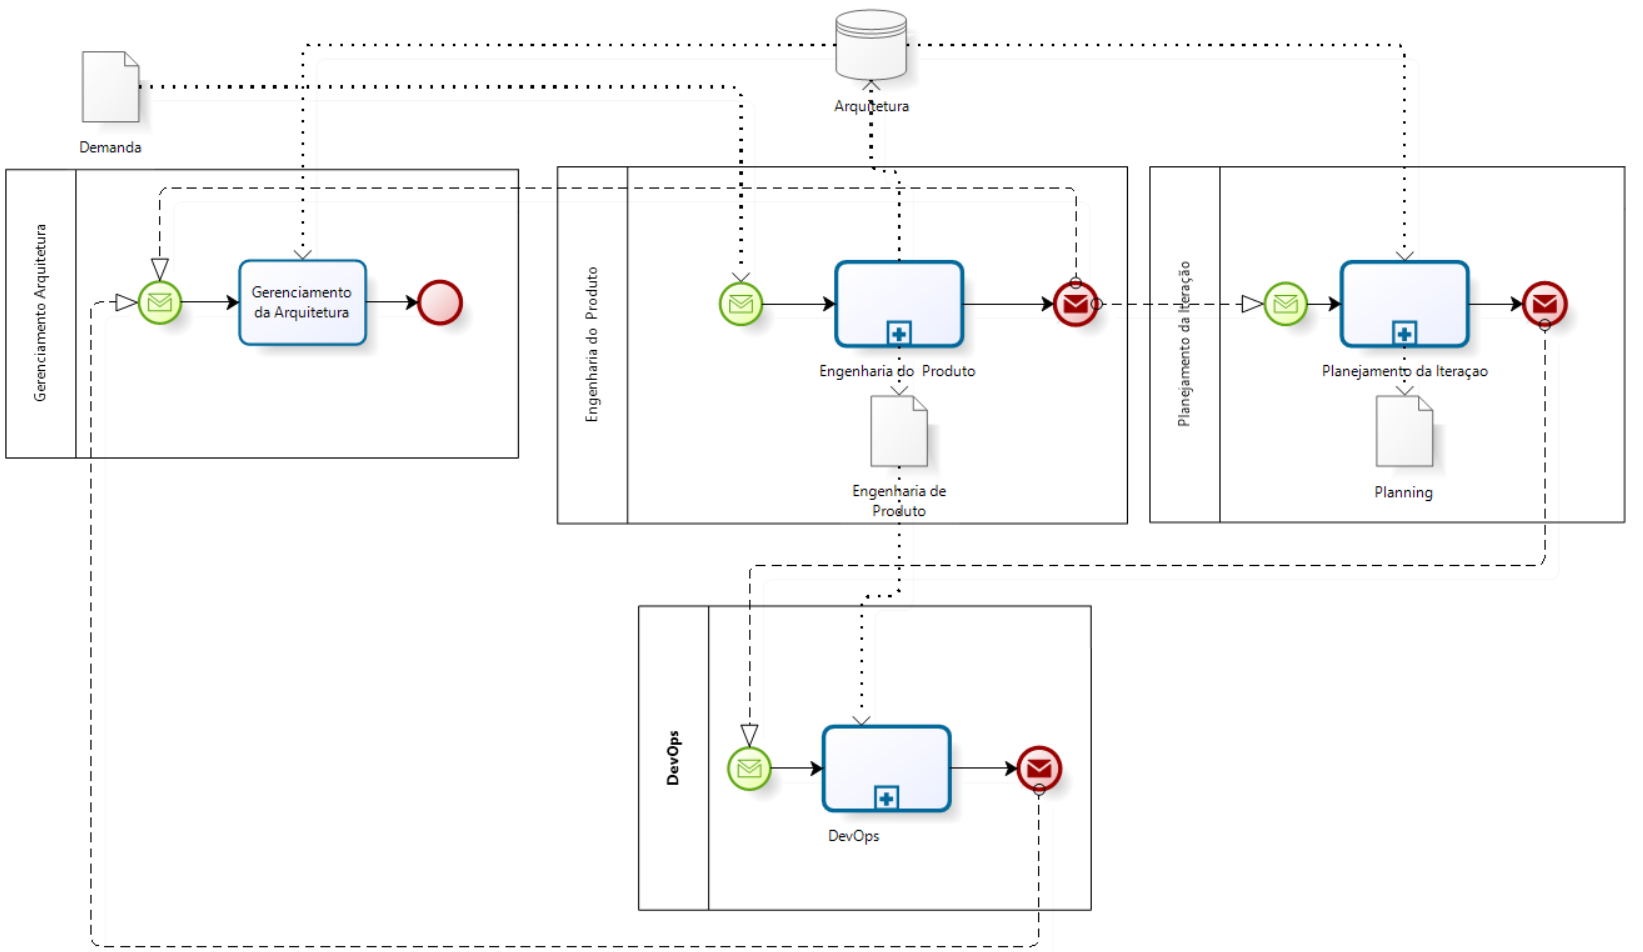 Arquitetura
Demanda
Gerenciamento Arquitetura
Gerenciamento
da Arquitetura
Engenharia do Produto
Engenharia do Produto
Engenharia de
Produto
Planejamento da Iteração
Planejamento da Iteraçao
Planning
DevOps
DevOps